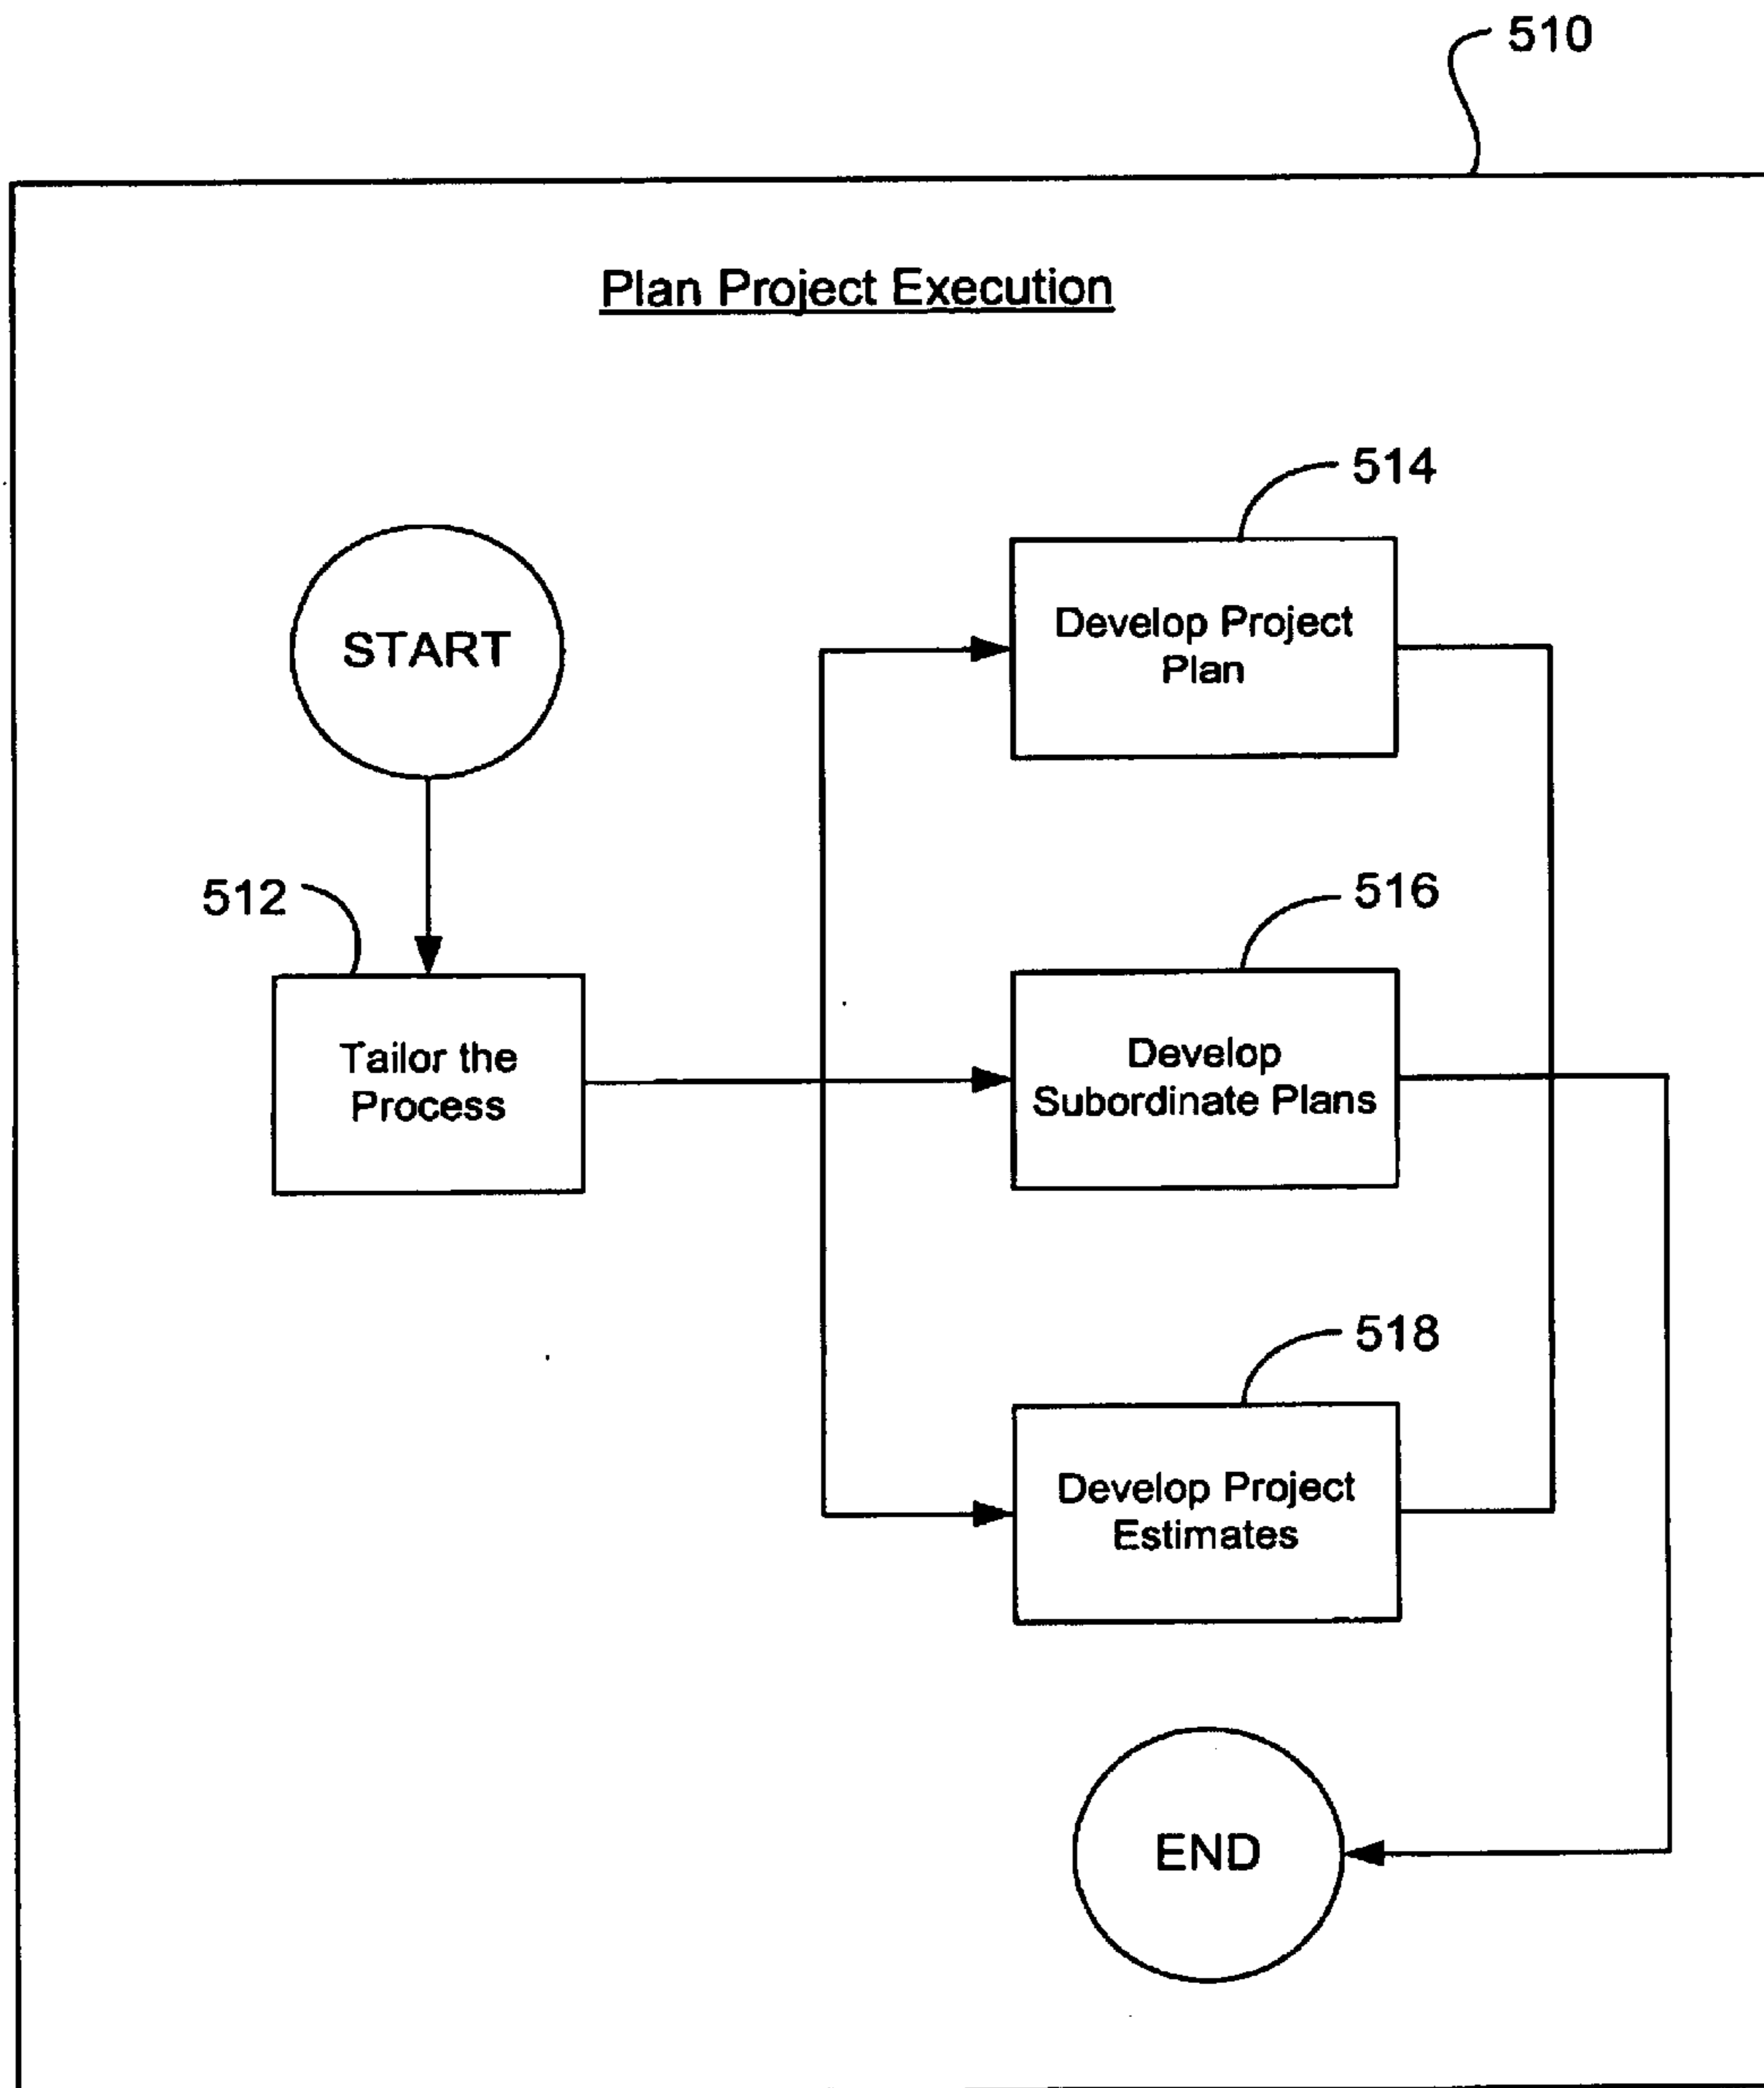 510
Plan Project Execution
514
START
Develop Project
Plan
512
516
Tailor the
Process
Develop
Subordinate Plans
518
Develop Project
Estimates
END